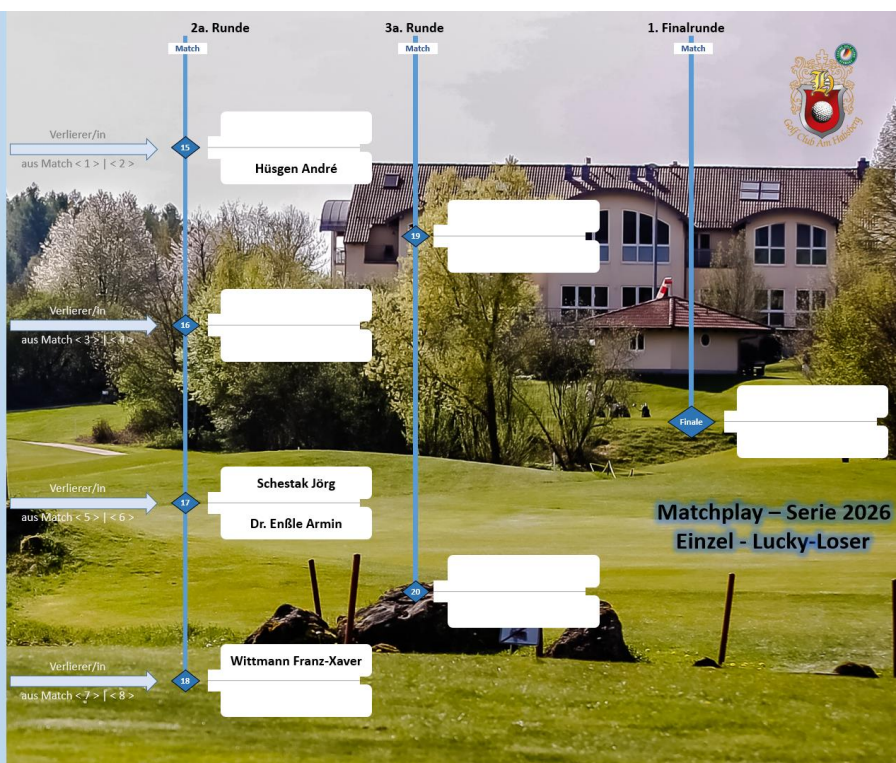 2a. Runde
3a. Runde
1. Finalrunde
Match
Match
Match
Golf Club Am Habsberg
Verlierer/in
aus Match < 1 > | < 2 >
15
Hüsgen André
19
Verlierer/in
aus Match < 3 > | < 4 >
16
Finale
Verlierer/in
aus Match < 5 > | < 6 >
17
Schestak Jörg
Dr. Enßle Armin
Matchplay – Serie 2026
Einzel - Lucky-Loser
20
Verlierer/in
aus Match < 7 > | < 8 >
18
Wittmann Franz-Xaver